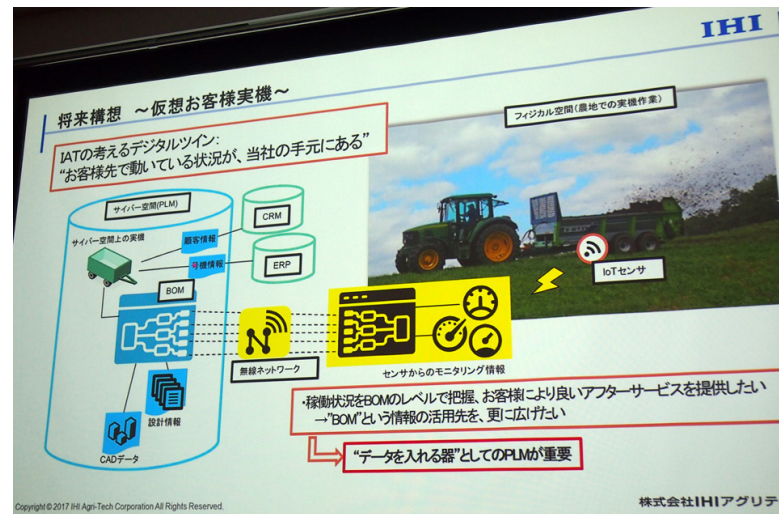 IHI
将来構想 ～仮想お客様実機～
フィジカル空間(農地での実機作業)
IATの考えるデジタルツイン:
“お客様先で動いている状況が、当社の手元にある”
サイバー空間(PLM)
CRM
サイバー空間上の実機
顧客情報
号機情報
ERP
IoTセンサ
BOM
無線ネットワーク
センサからのモニタリング情報
設計情報
CADデータ
・稼働状況をBOMのレベルで把握、お客様により良いアフターサービスを提供したい
→”BOM”という情報の活用先を、更に広げたい
“データを入れる器”としてのPLMが重要
Copyright © 2017 IHI Agri-Tech Corporation All Rights Reserved.
株式会社IHIアグリテ